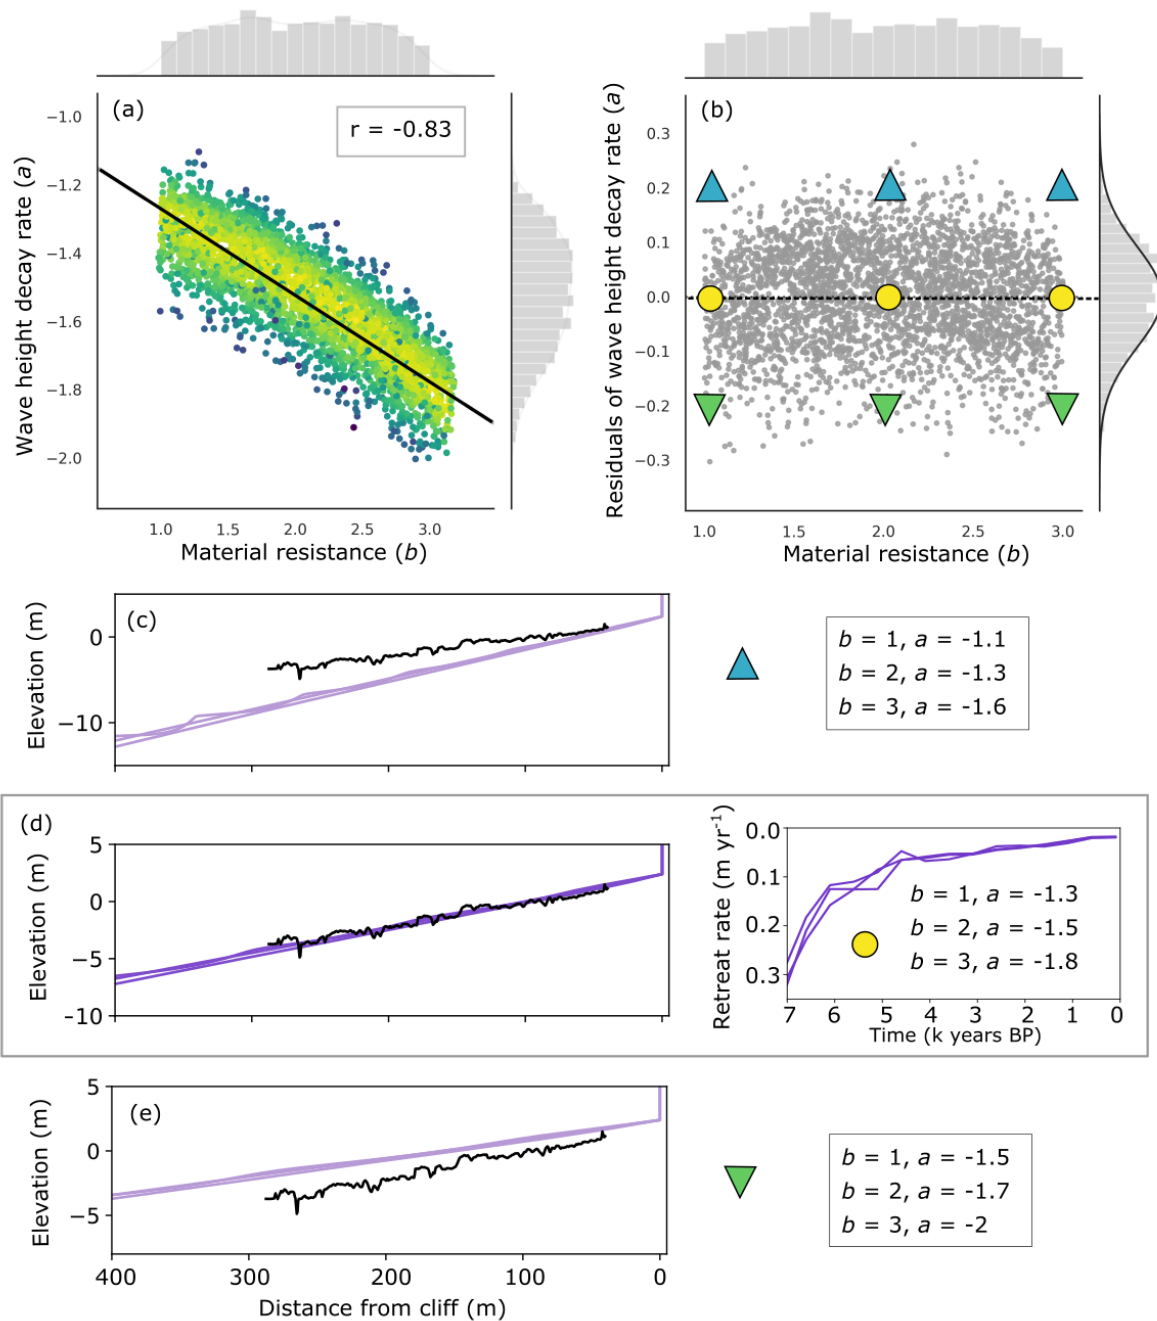 (a)
r = -0.83
Wave height decay rate (a)
−1.0
−1.2
−1.4
−1.6
−1.8
−2.0
1.0 1.5 2.0 2.5 3.0
Material resistance (b)
(b)
Residuals of wave height decay rate (a)
0.3
0.2
0.1
0.0
−0.1
−0.2
−0.3
1.0 1.5 2.0 2.5 3.0
Material resistance (b)
(c)
Elevation (m)
0
−10
b = 1, a = -1.1
b = 2, a = -1.3
b = 3, a = -1.6
(d)
Elevation (m)
5
0
−5
-10
Retreat rate (m yr-1)
0.0
0.1
0.2
0.3
b = 1, a = -1.3
b = 2, a = -1.5
b = 3, a = -1.8
7 6 5 4 3 2 1 0
Time (k years BP)
(e)
Elevation (m)
5
0
−5
400 300 200 100 0
Distance from cliff (m)
b = 1, a = -1.5
b = 2, a = -1.7
b = 3, a = -2